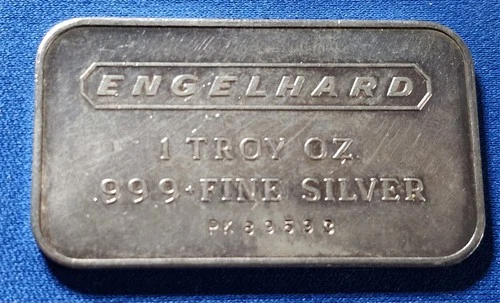 ENGELHARD
1 TROY OZ.
.999+ FINE SILVER